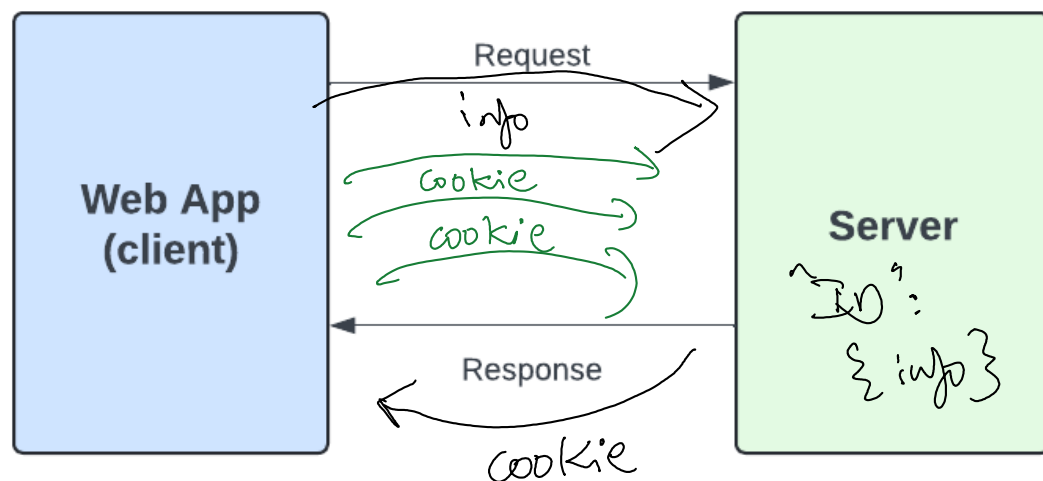 Request
info
cookie
cookie
Web App
(client)
Server
"ID":
{info}
Response
cookie